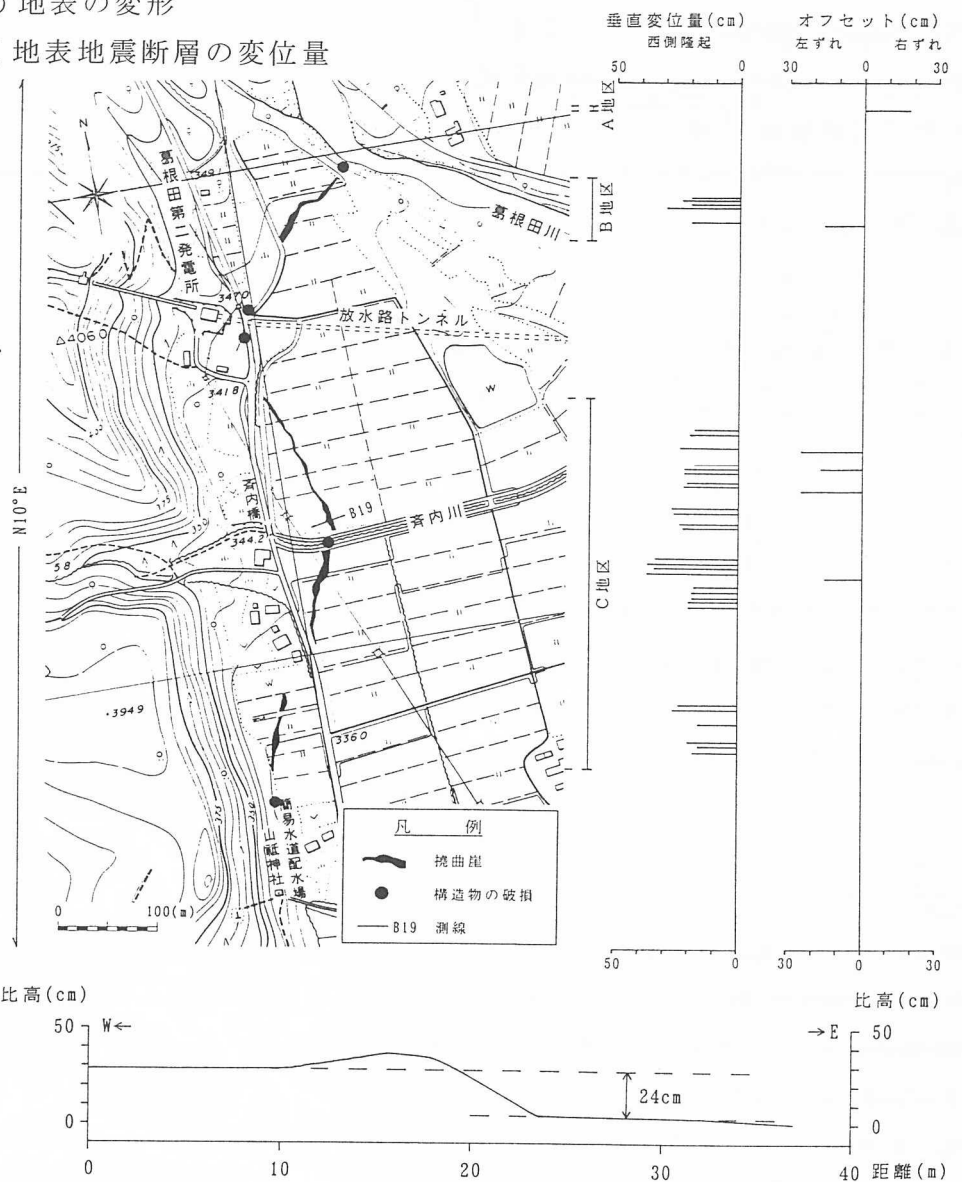 地表の変形
地表地震断層の変位量
垂直変位量(cm)
西側隆起
50 0
オフセット(cm)
左ずれ 右ずれ
30 0 30
N10°E
N
葛根田第二発電所
葛根田川
放水路トンネル
3491
3470
△4060
3418
W
斉内橋
B19
斉内川
344.2
58
・3949
W
3360
375
350
簡易水道配水場
山祗神社
0 100(m)
凡 例
撓曲崖
構造物の破損
B19 測線
A地区
B地区
C地区
50 0
30 0 30
比高(cm)
比高(cm)
W←
→E
50
0
50
0
24cm
0 10 20 30 40 距離(m)